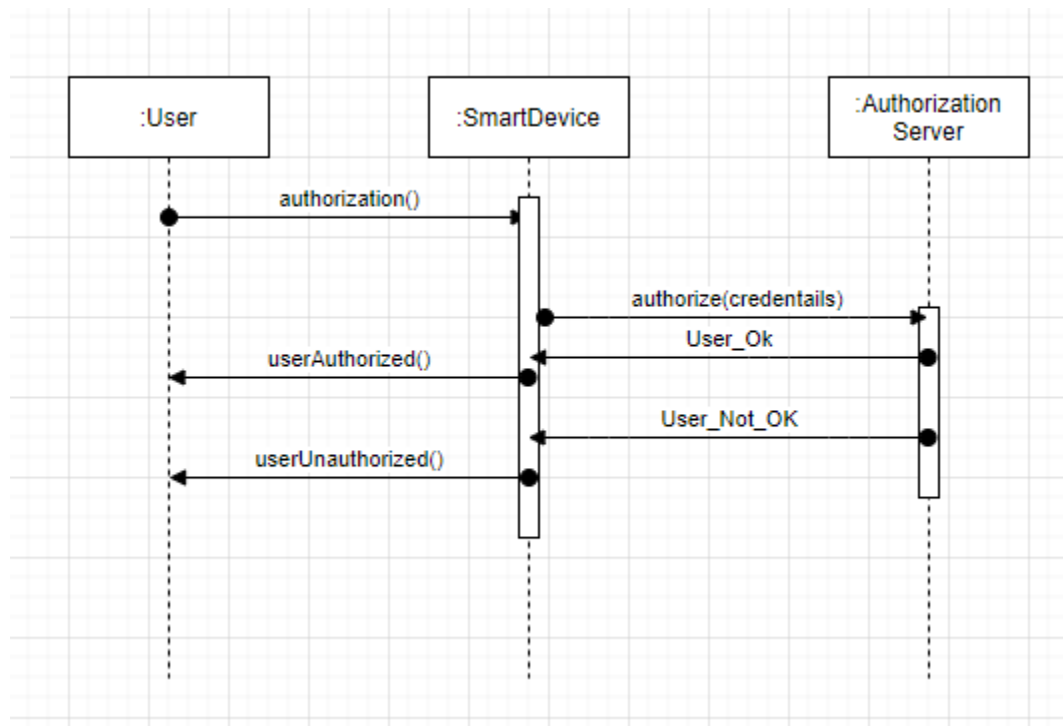 :User
:SmartDevice
:Authorization
Server
authorization()
authorize(credentails)
User_Ok
userAuthorized()
User_Not_OK
userUnauthorized()